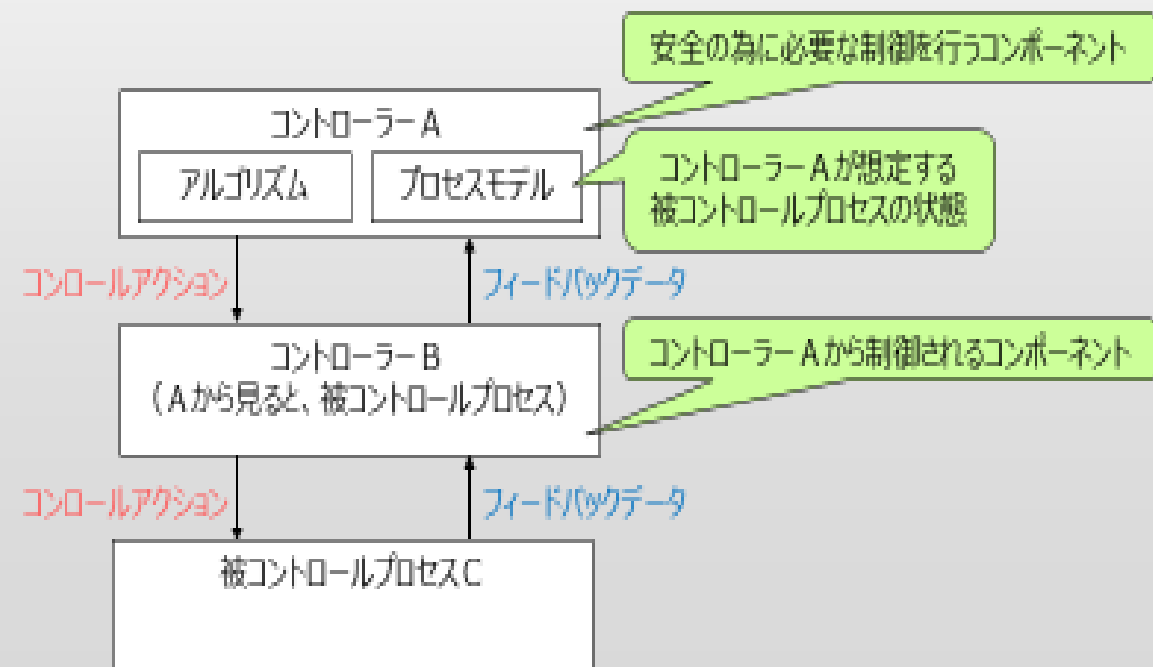 安全の為に必要な制御を行うコンポーネント
コントローラーA
アルゴリズム
プロセスモデル
コントローラーAが想定する
被コントロールプロセスの状態
コンロールアクション
フィードバックデータ
コントローラーB
(Aから見ると、被コントロールプロセス)
コントローラーAから制御されるコンポーネント
コンロールアクション
フィードバックデータ
被コントロールプロセスC